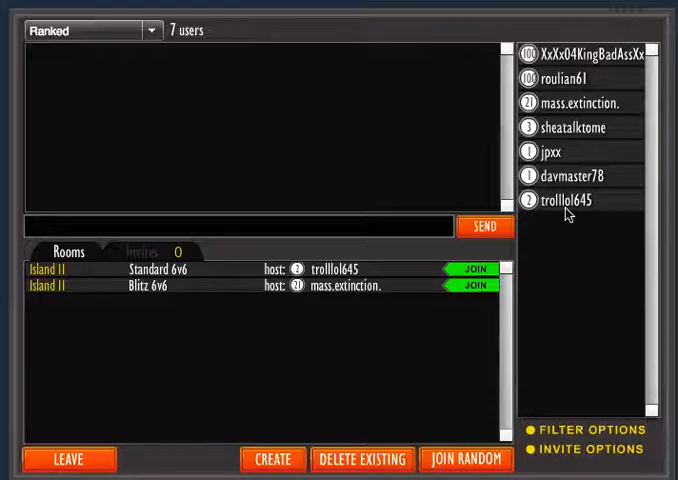 Ranked 7 users
100 XxXx04KingBadAssXx
100 roulian61
21 mass.extinction.
3 sheatalktome
1 jpxx
1 davmaster78
2 trolllol645
SEND
Rooms Invites 0
Island II Standard 6v6 host: 2 trolllol645 JOIN
Island II Blitz 6v6 host: 21 mass.extinction. JOIN
FILTER OPTIONS
INVITE OPTIONS
LEAVE CREATE DELETE EXISTING JOIN RANDOM